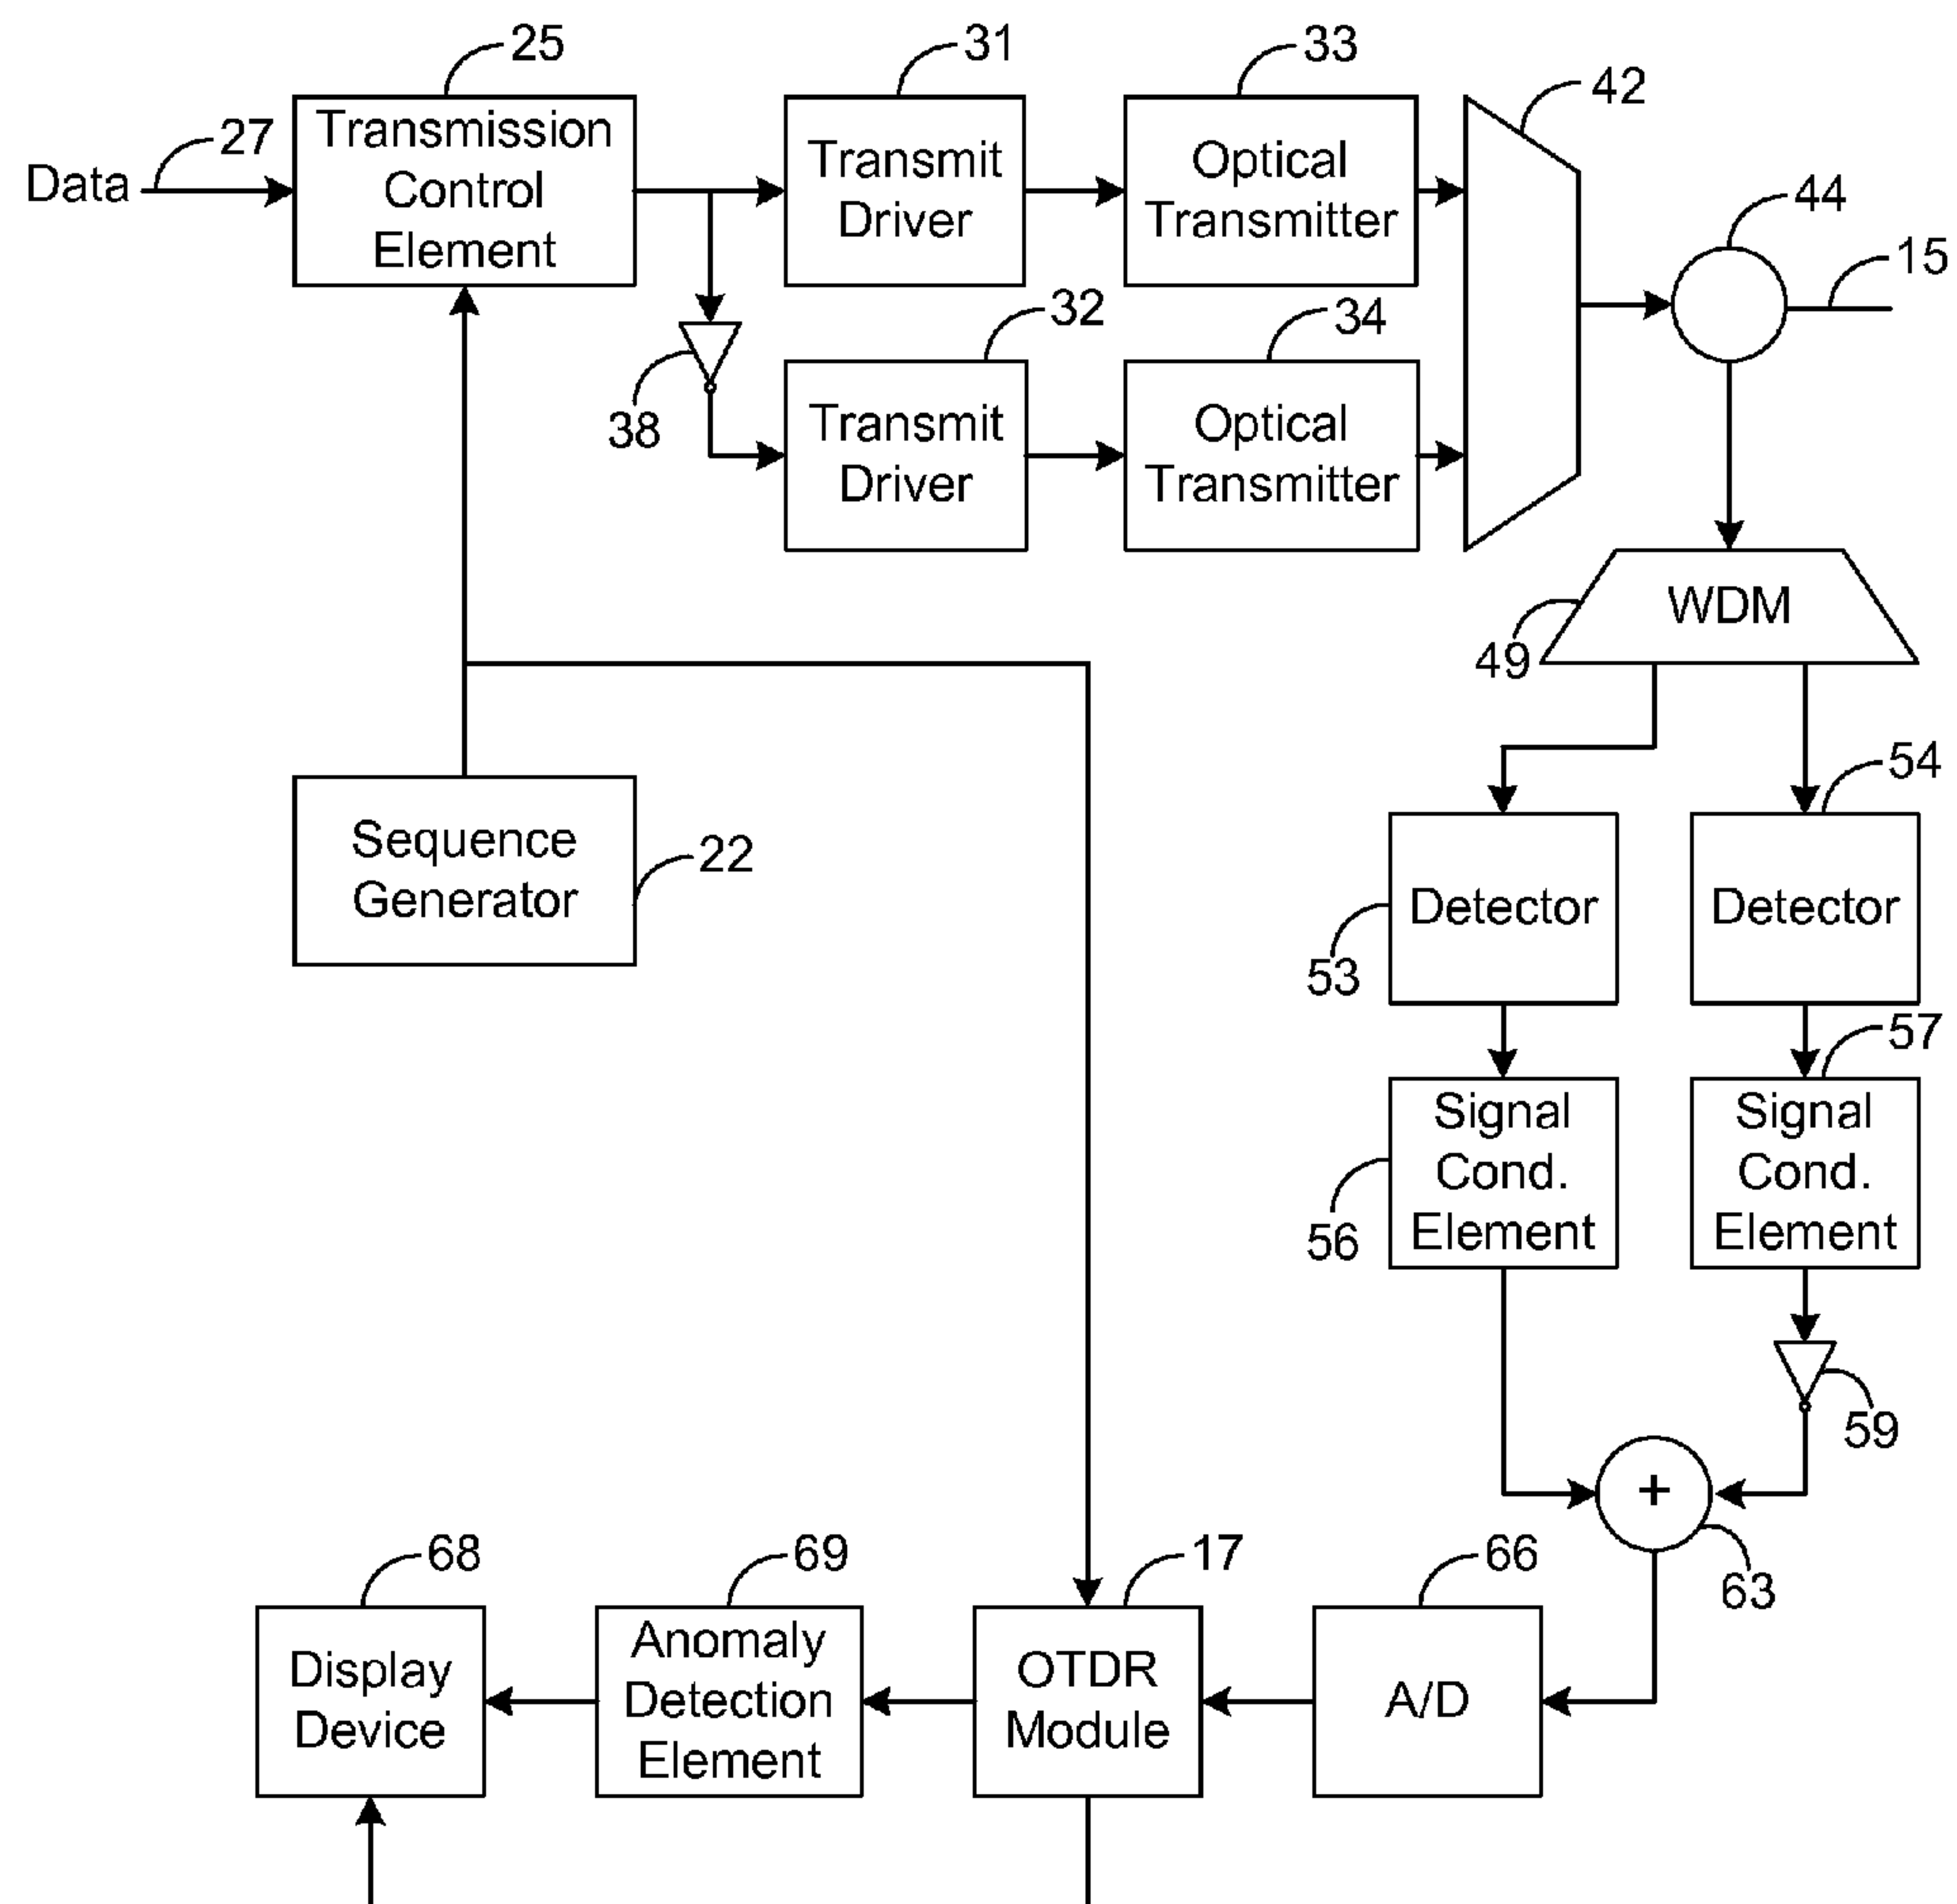 25
31
33
42
27
Data
Transmission
Control
Element
Transmit
Driver
Optical
Transmitter
44
15
38
32
34
Transmit
Driver
Optical
Transmitter
WDM
49
54
Sequence
Generator
22
Detector
Detector
53
57
Signal
Cond.
Element
Signal
Cond.
Element
56
59
+
63
68
69
17
66
Display
Device
Anomaly
Detection
Element
OTDR
Module
A/D